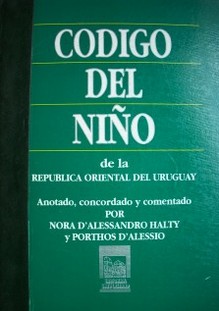 CODIGO
DEL
NIÑO
de la
REPUBLICA ORIENTAL DEL URUGUAY
Anotado, concordado y comentado
POR
NORA D'ALESSANDRO HALTY
y PORTHOS D'ALESSIO